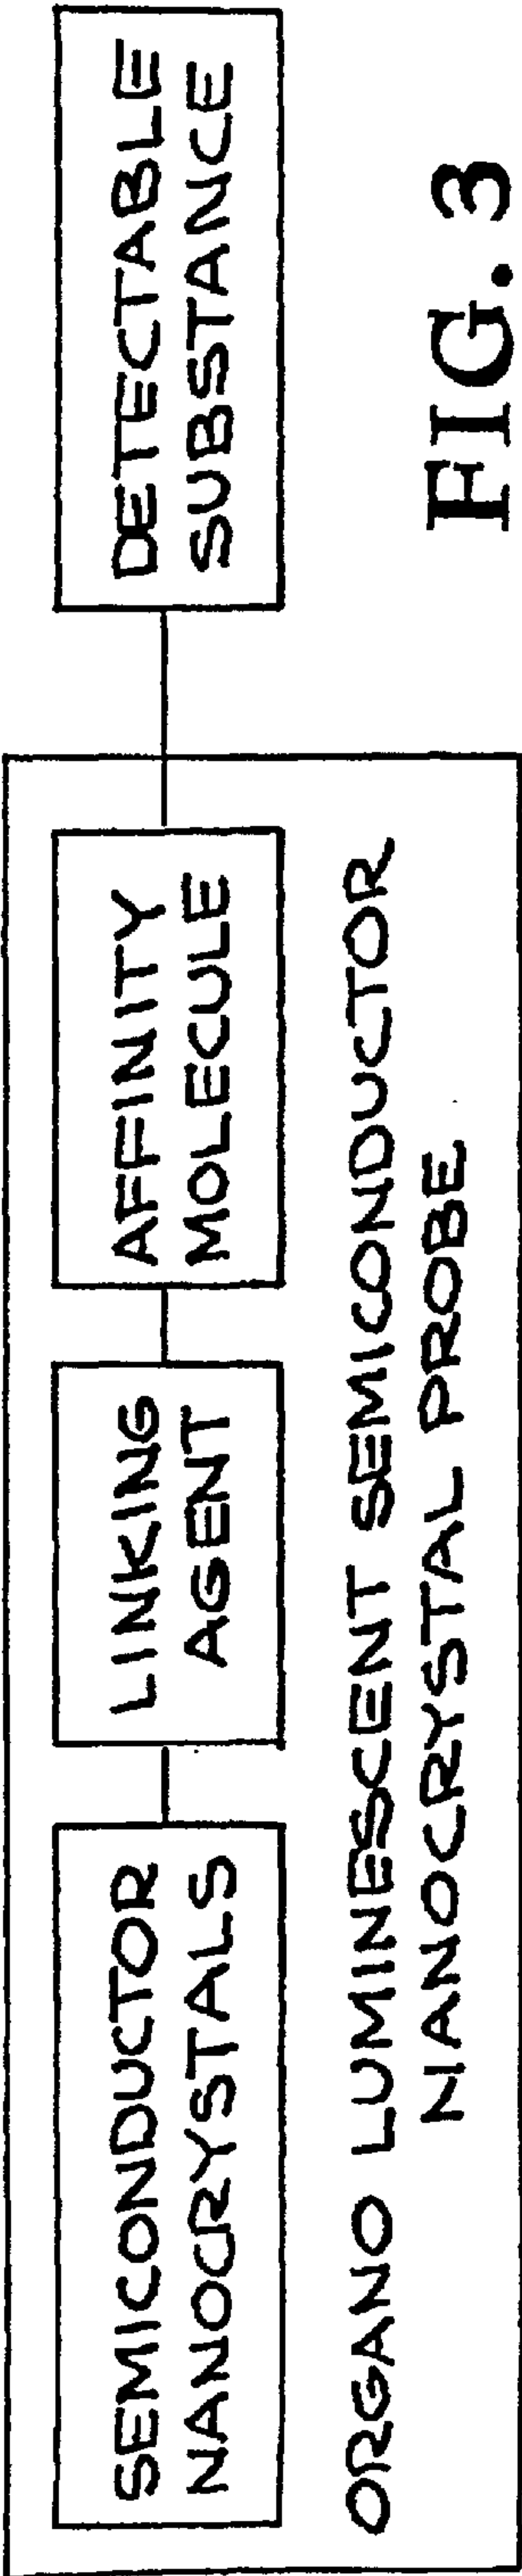 SEMICONDUCTOR
NANOCRYSTALS
LINKING
AGENT
AFFINITY
MOLECULE
DETECTABLE
SUBSTANCE
ORGANO LUMINESCENT SEMICONDUCTOR
NANOCRYSTAL PROBE
FIG. 3